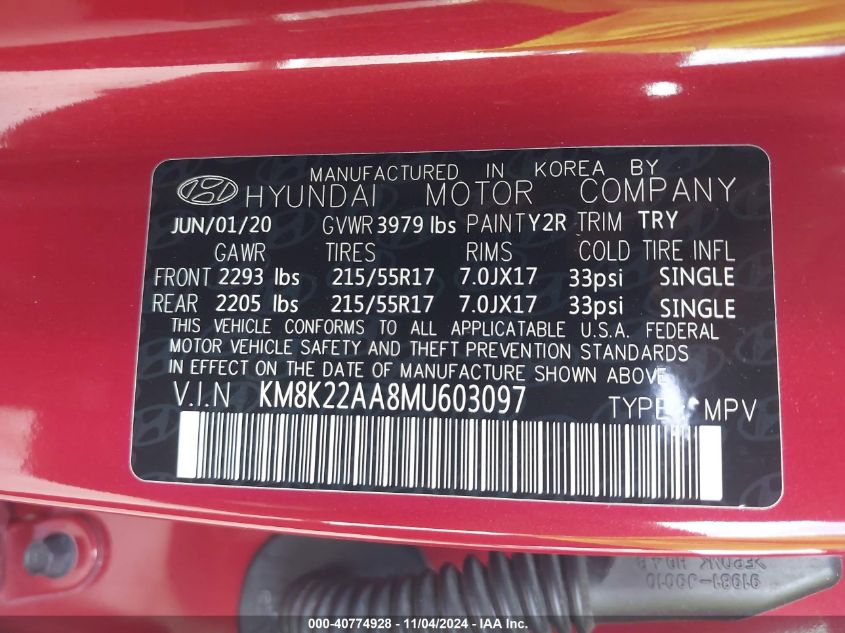 MANUFACTURED IN KOREA BY
HYUNDAI MOTOR COMPANY
JUN/01/20 GVWR 3979 lbs PAINT Y2R TRIM TRY
GAWR TIRES RIMS COLD TIRE INFL
FRONT 2293 lbs 215/55R17 7.0JX17 33psi SINGLE
REAR 2205 lbs 215/55R17 7.0JX17 33psi SINGLE
THIS VEHICLE CONFORMS TO ALL APPLICATABLE U.S.A. FEDERAL
MOTOR VEHICLE SAFETY AND THEFT PREVENTION STANDARDS
IN EFFECT ON THE DATE OF MANUFACTURE SHOWN ABOVE.
V.I.N KM8K22AA8MU603097 TYPE : MPV
91981-J9010
000-40774928 - 11/04/2024 - IAA Inc.